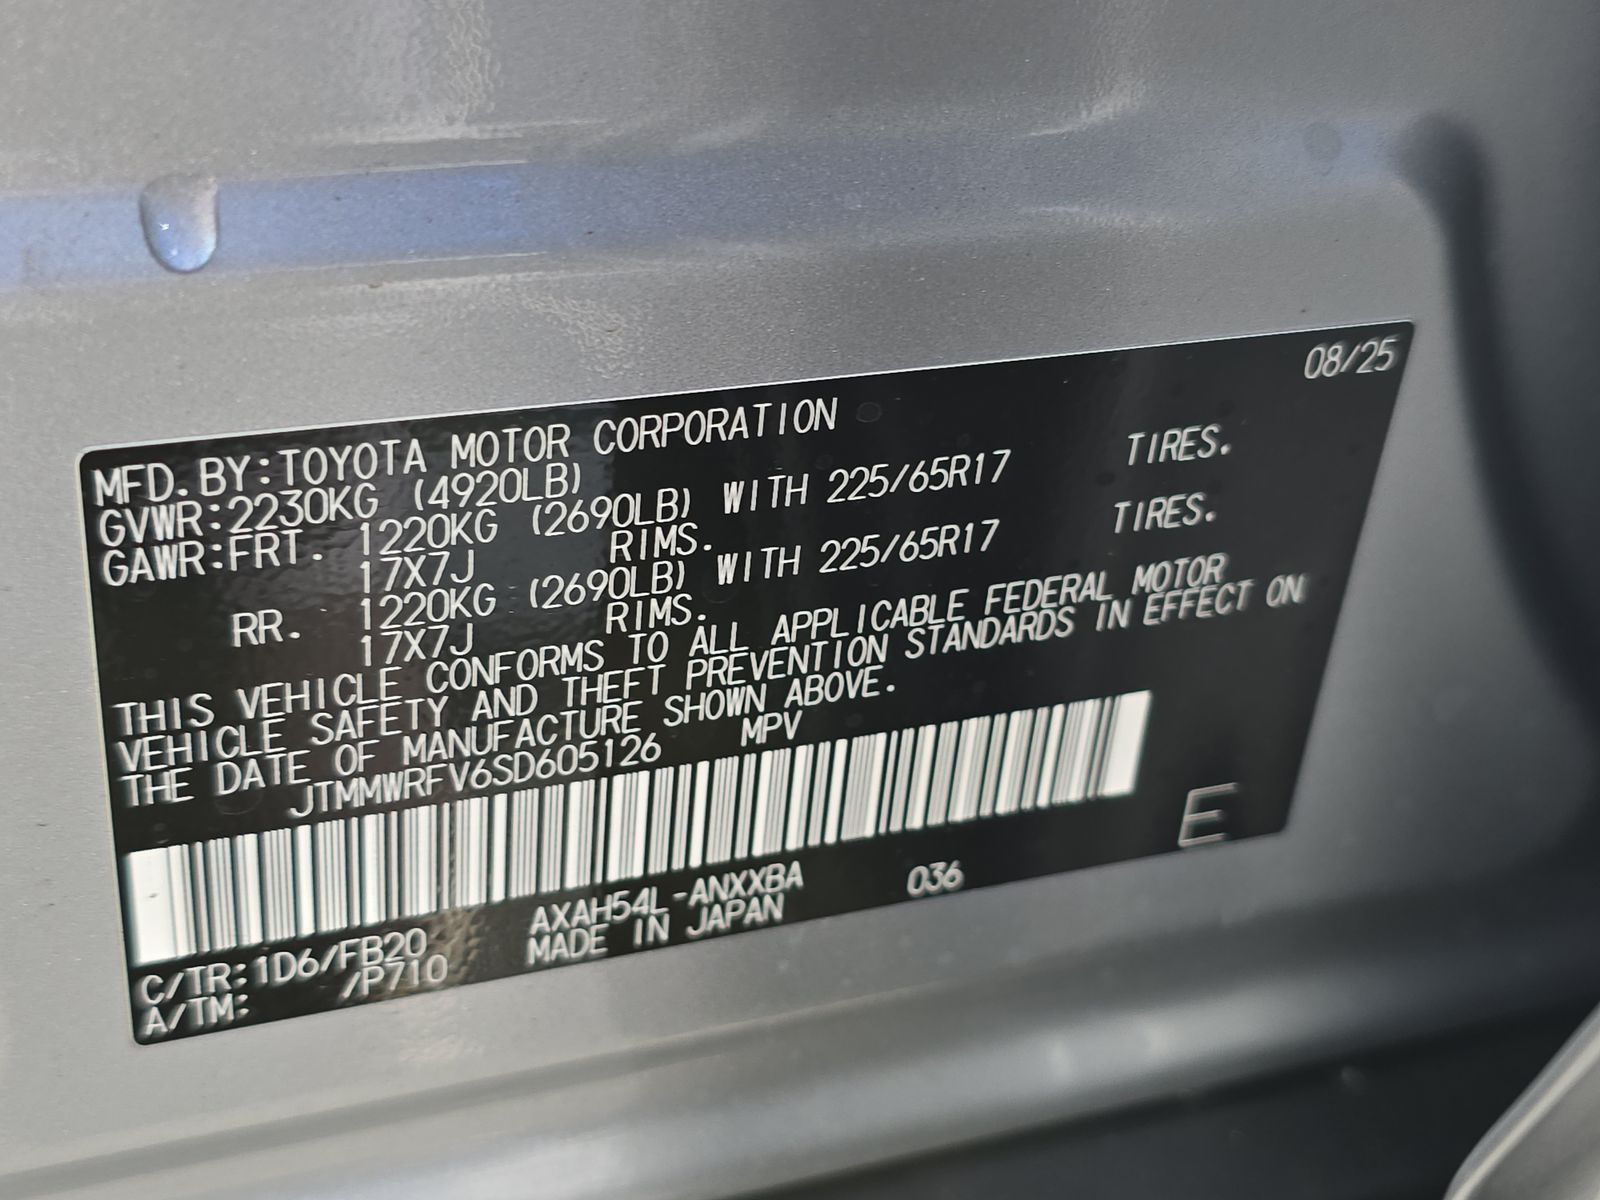 08/25
MFD.BY:TOYOTA MOTOR CORPORATION
GVWR:2230KG (4920LB)
GAWR:FRT. 1220KG (2690LB) WITH 225/65R17 TIRES.
17X7J RIMS.
RR. 1220KG (2690LB) WITH 225/65R17 TIRES.
17X7J RIMS.
THIS VEHICLE CONFORMS TO ALL APPLICABLE FEDERAL MOTOR
VEHICLE SAFETY AND THEFT PREVENTION STANDARDS IN EFFECT ON
THE DATE OF MANUFACTURE SHOWN ABOVE.
JTMMWRFV6SD605126 MPV
E
C/TR:1D6/FB20 AXAH54L-ANXXBA 036
A/TM: /P710 MADE IN JAPAN